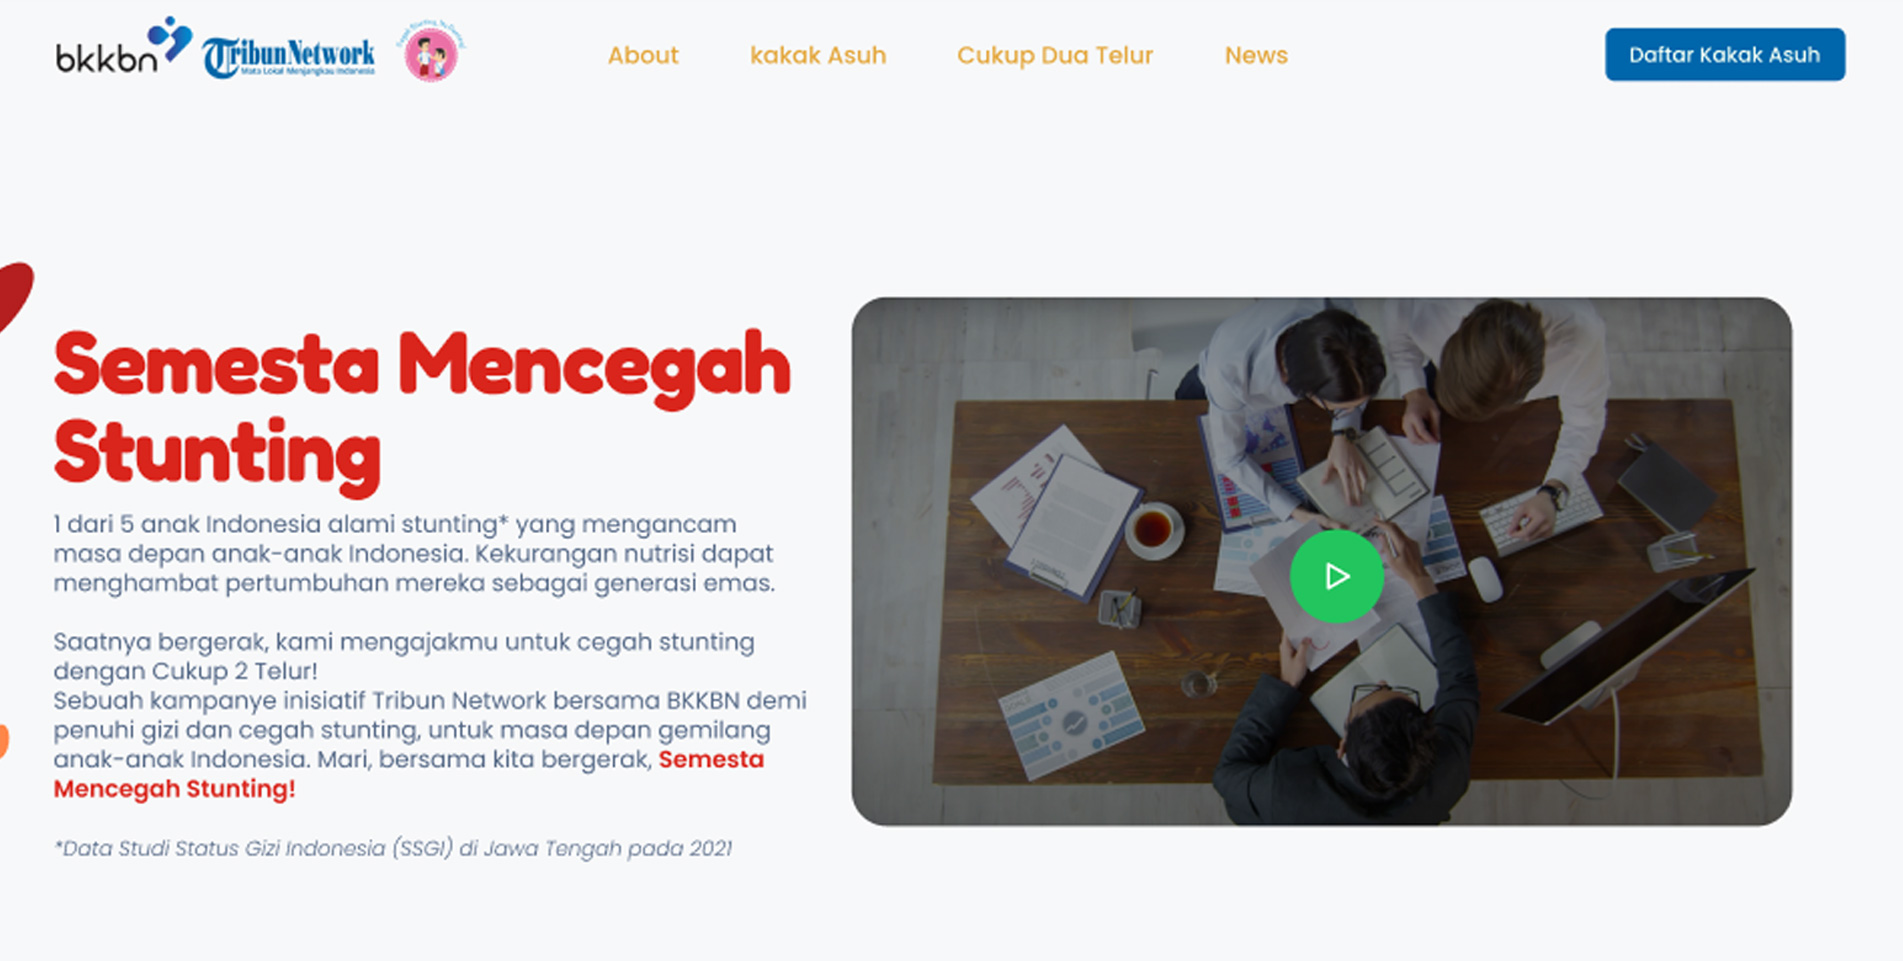 bkkbn
Tribun Network
Mata Lokal Menjangkau Indonesia
About
kakak Asuh
Cukup Dua Telur
News
Daftar Kakak Asuh
Semesta Mencegah
Stunting
1 dari 5 anak Indonesia alami stunting* yang mengancam
masa depan anak-anak Indonesia. Kekurangan nutrisi dapat
menghambat pertumbuhan mereka sebagai generasi emas.
Saatnya bergerak, kami mengajakmu untuk cegah stunting
dengan Cukup 2 Telur!
Sebuah kampanye inisiatif Tribun Network bersama BKKBN demi
penuhi gizi dan cegah stunting, untuk masa depan gemilang
anak-anak Indonesia. Mari, bersama kita bergerak, Semesta
Mencegah Stunting!
*Data Studi Status Gizi Indonesia (SSGI) di Jawa Tengah pada 2021